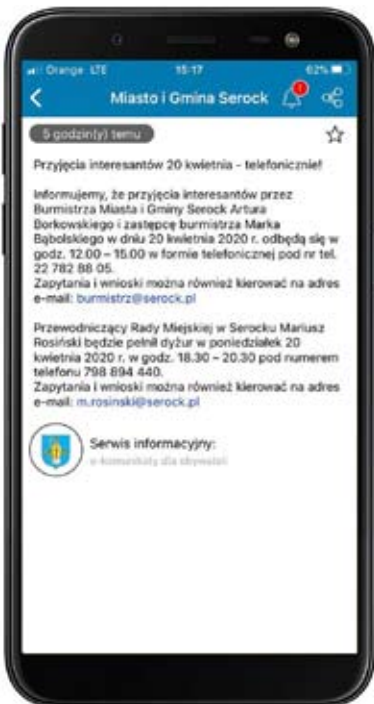 Orange LTE 15:17 62%
Miasto i Gmina Serock
5 godzin(y) temu
Przyjęcia interesantów 20 kwietnia - telefonicznie!
Informujemy, że przyjęcia interesantów przez
Burmistrza Miasta i Gminy Serock Artura
Borkowskiego i zastępcę burmistrza Marka
Bąbolskiego w dniu 20 kwietnia 2020 r. odbędą się w
godz. 12.00 – 15.00 w formie telefonicznej pod nr tel.
22 782 88 05.
Zapytania i wnioski można również kierować na adres
e-mail: burmistrz@serock.pl
Przewodniczący Rady Miejskiej w Serocku Mariusz
Rosiński będzie pełnił dyżur w poniedziałek 20
kwietnia 2020 r. w godz. 18.30 – 20.30 pod numerem
telefonu 798 894 440.
Zapytania i wnioski można również kierować na adres
e-mail: m.rosinski@serock.pl
Serwis informacyjny:
e-komunikaty dla obywateli